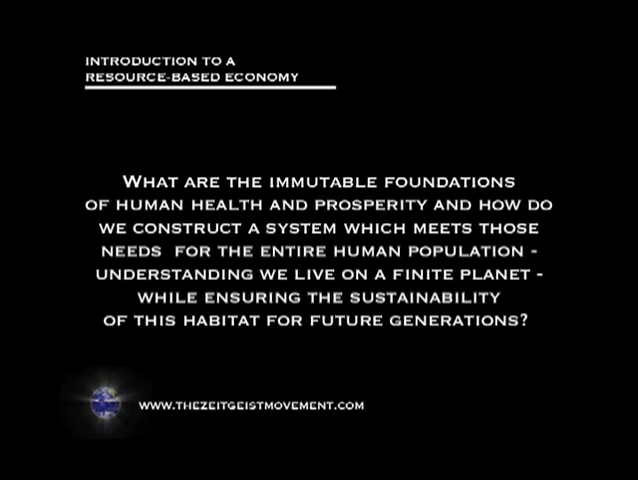 INTRODUCTION TO A
RESOURCE-BASED ECONOMY
WHAT ARE THE IMMUTABLE FOUNDATIONS
OF HUMAN HEALTH AND PROSPERITY AND HOW DO
WE CONSTRUCT A SYSTEM WHICH MEETS THOSE
NEEDS FOR THE ENTIRE HUMAN POPULATION -
UNDERSTANDING WE LIVE ON A FINITE PLANET -
WHILE ENSURING THE SUSTAINABILITY
OF THIS HABITAT FOR FUTURE GENERATIONS?
WWW.THEZEITGEISTMOVEMENT.COM